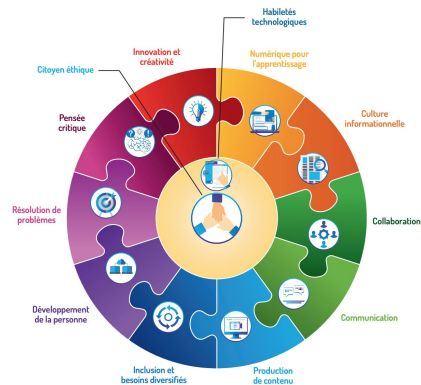 Habiletés
technologiques
Innovation et
créativité
Numérique pour
l'apprentissage
Citoyen éthique
Pensée
critique
Culture
informationnelle
Résolution de
problèmes
Collaboration
Développement
de la personne
Communication
Inclusion et
besoins diversifiés
Production
de contenu